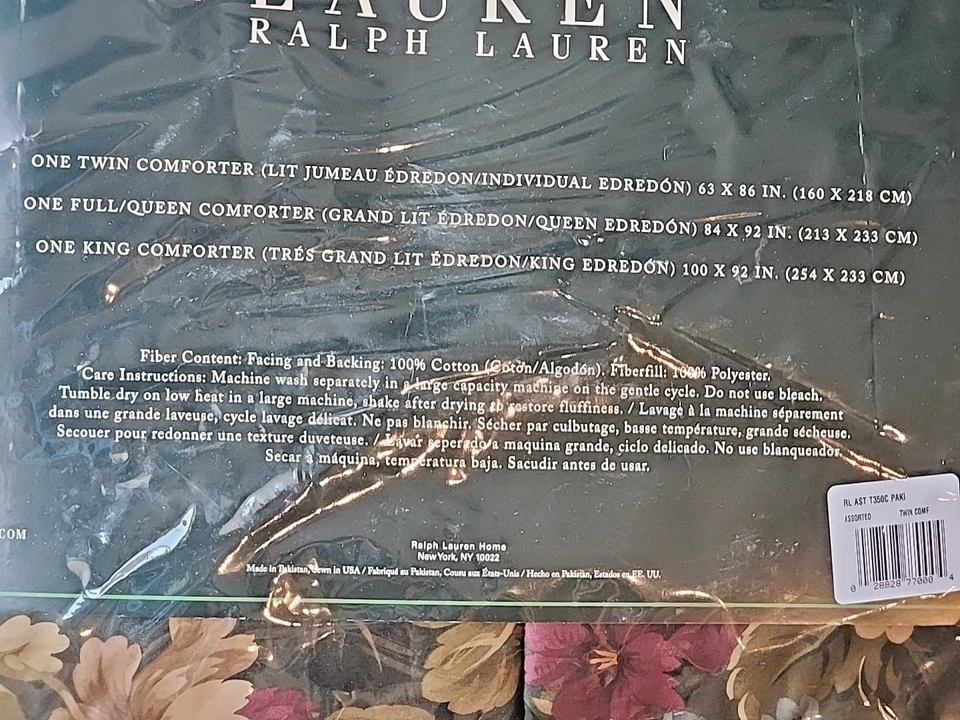 LAUREN
RALPH LAUREN
ONE TWIN COMFORTER (LIT JUMEAU ÉDREDON/INDIVIDUAL EDREDÓN) 63 X 86 IN. (160 X 218 CM)
ONE FULL/QUEEN COMFORTER (GRAND LIT ÉDREDON/QUEEN EDREDÓN) 84 X 92 IN. (213 X 233 CM)
ONE KING COMFORTER (TRÉS GRAND LIT ÉDREDON/KING EDREDÓN) 100 X 92 IN. (254 X 233 CM)
Fiber Content: Facing and Backing: 100% Cotton (Coton/Algodón). Fiberfill: 100% Polyester.
Care Instructions: Machine wash separately in a large capacity machine on the gentle cycle. Do not use bleach.
Tumble dry on low heat in a large machine, shake after drying to restore fluffiness. / Lavage à la machine séparement
dans une grande laveuse, cycle lavage délicat. Ne pas blanchir. Sécher par culbutage, basse température, grande sécheuse.
Secouer pour redonner une texture duveteuse. / Lavar seperado a maquina grande, ciclo delicado. No use blanqueador.
Secar a máquina, temperatura baja. Sacudir antes de usar.
COM
Ralph Lauren Home
New York, NY 10022
Made in Pakistan, Sewn in USA / Fabriqué au Pakistan, Cousu aux États-Unis / Hecho en Pakistán, Estados en EE. UU.
RL AST T350C PAKI
ASSORTED TWIN COMF
0 28828 77000 4